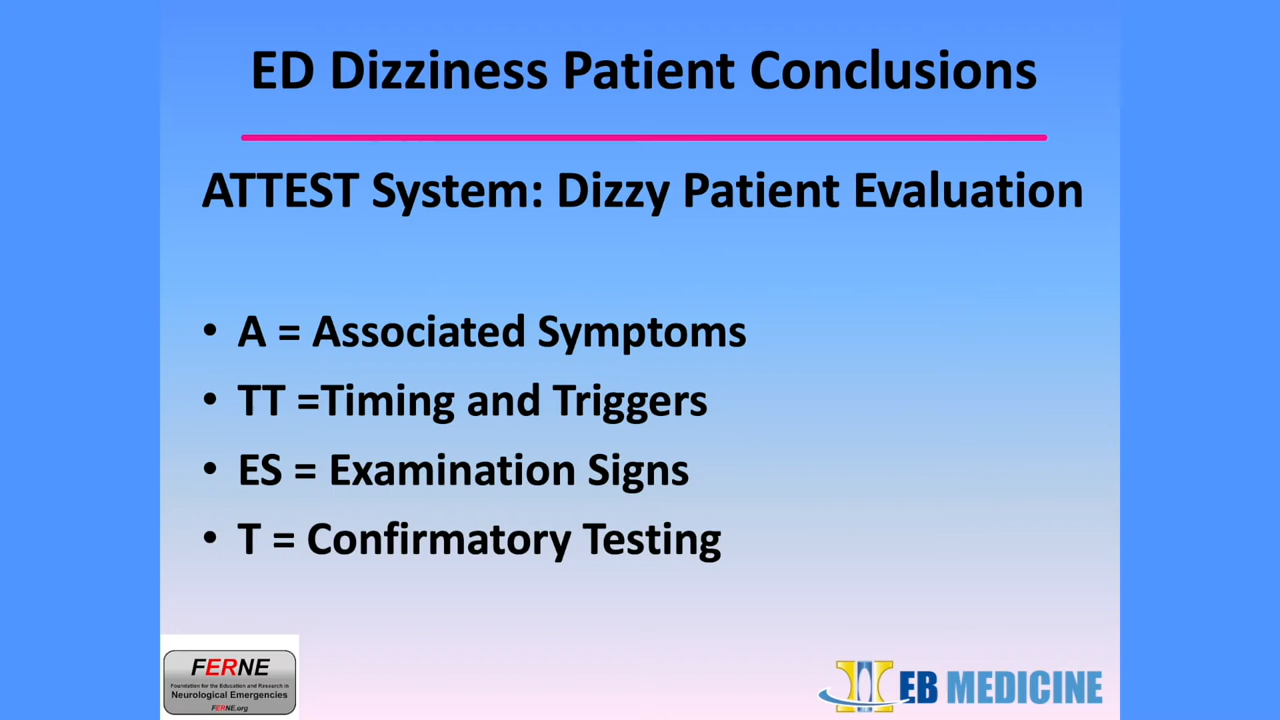 ED Dizziness Patient Conclusions
ATTEST System: Dizzy Patient Evaluation
• A = Associated Symptoms
• TT =Timing and Triggers
• ES = Examination Signs
• T = Confirmatory Testing
FERNE
Foundation for the Education and Research in
Neurological Emergencies
FERNE.org
EB MEDICINE